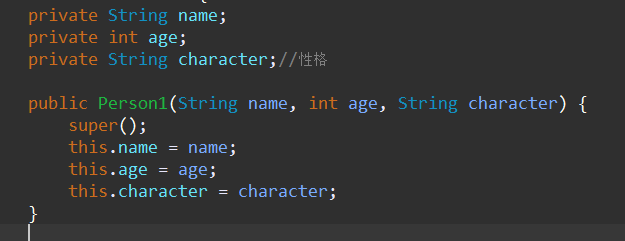 private String name;
private int age;
private String character;//性格
public Person1(String name, int age, String character) {
super();
this.name = name;
this.age = age;
this.character = character;
}